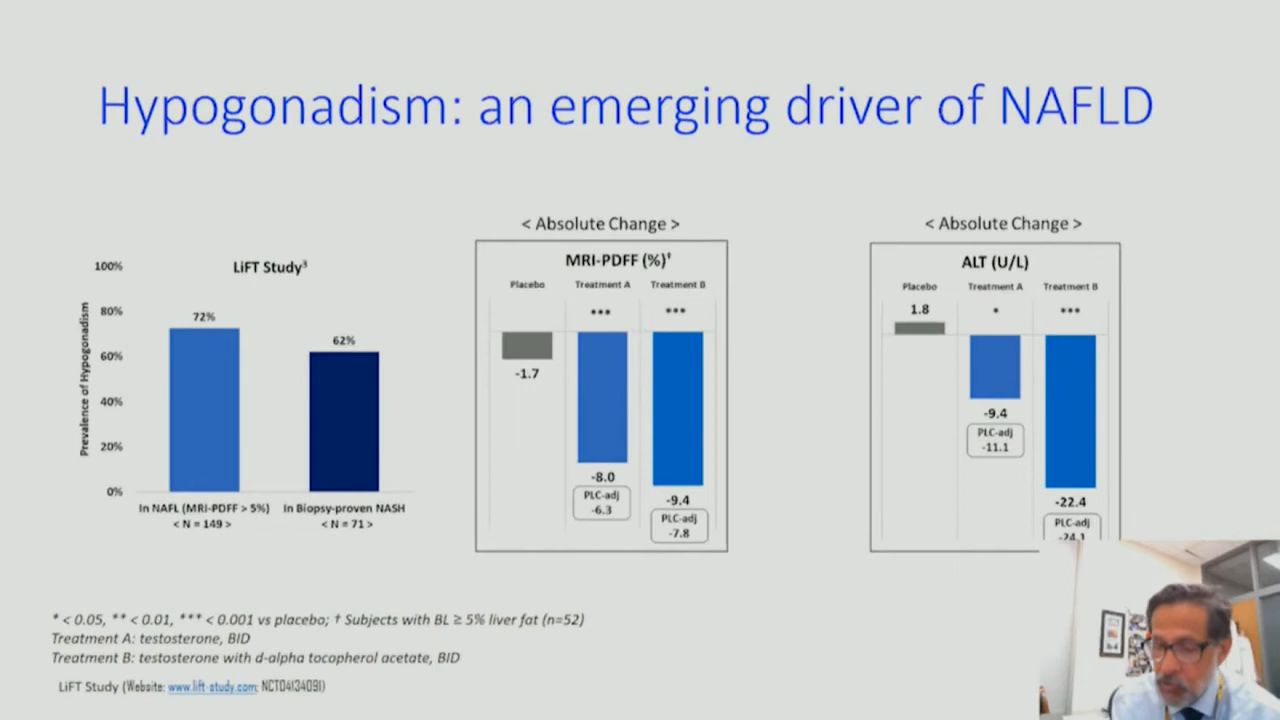 Hypogonadism: an emerging driver of NAFLD
LiFT Study³
Prevalence of Hypogonadism
100%
80%
60%
40%
20%
0%
72%
62%
In NAFL (MRI-PDFF > 5%)
< N = 149 >
In Biopsy-proven NASH
< N = 71 >
< Absolute Change >
MRI-PDFF (%)†
Placebo Treatment A Treatment B
*** ***
-1.7
-8.0
PLC-adj
-6.3
-9.4
PLC-adj
-7.8
< Absolute Change >
ALT (U/L)
Placebo Treatment A Treatment B
1.8 * ***
-9.4
PLC-adj
-11.1
-22.4
PLC-adj
-24.1
* < 0.05, ** < 0.01, *** < 0.001 vs placebo; † Subjects with BL ≥ 5% liver fat (n=52)
Treatment A: testosterone, BID
Treatment B: testosterone with d-alpha tocopherol acetate, BID
LiFT Study (Website: www.lift-study.com; NCT04134091)